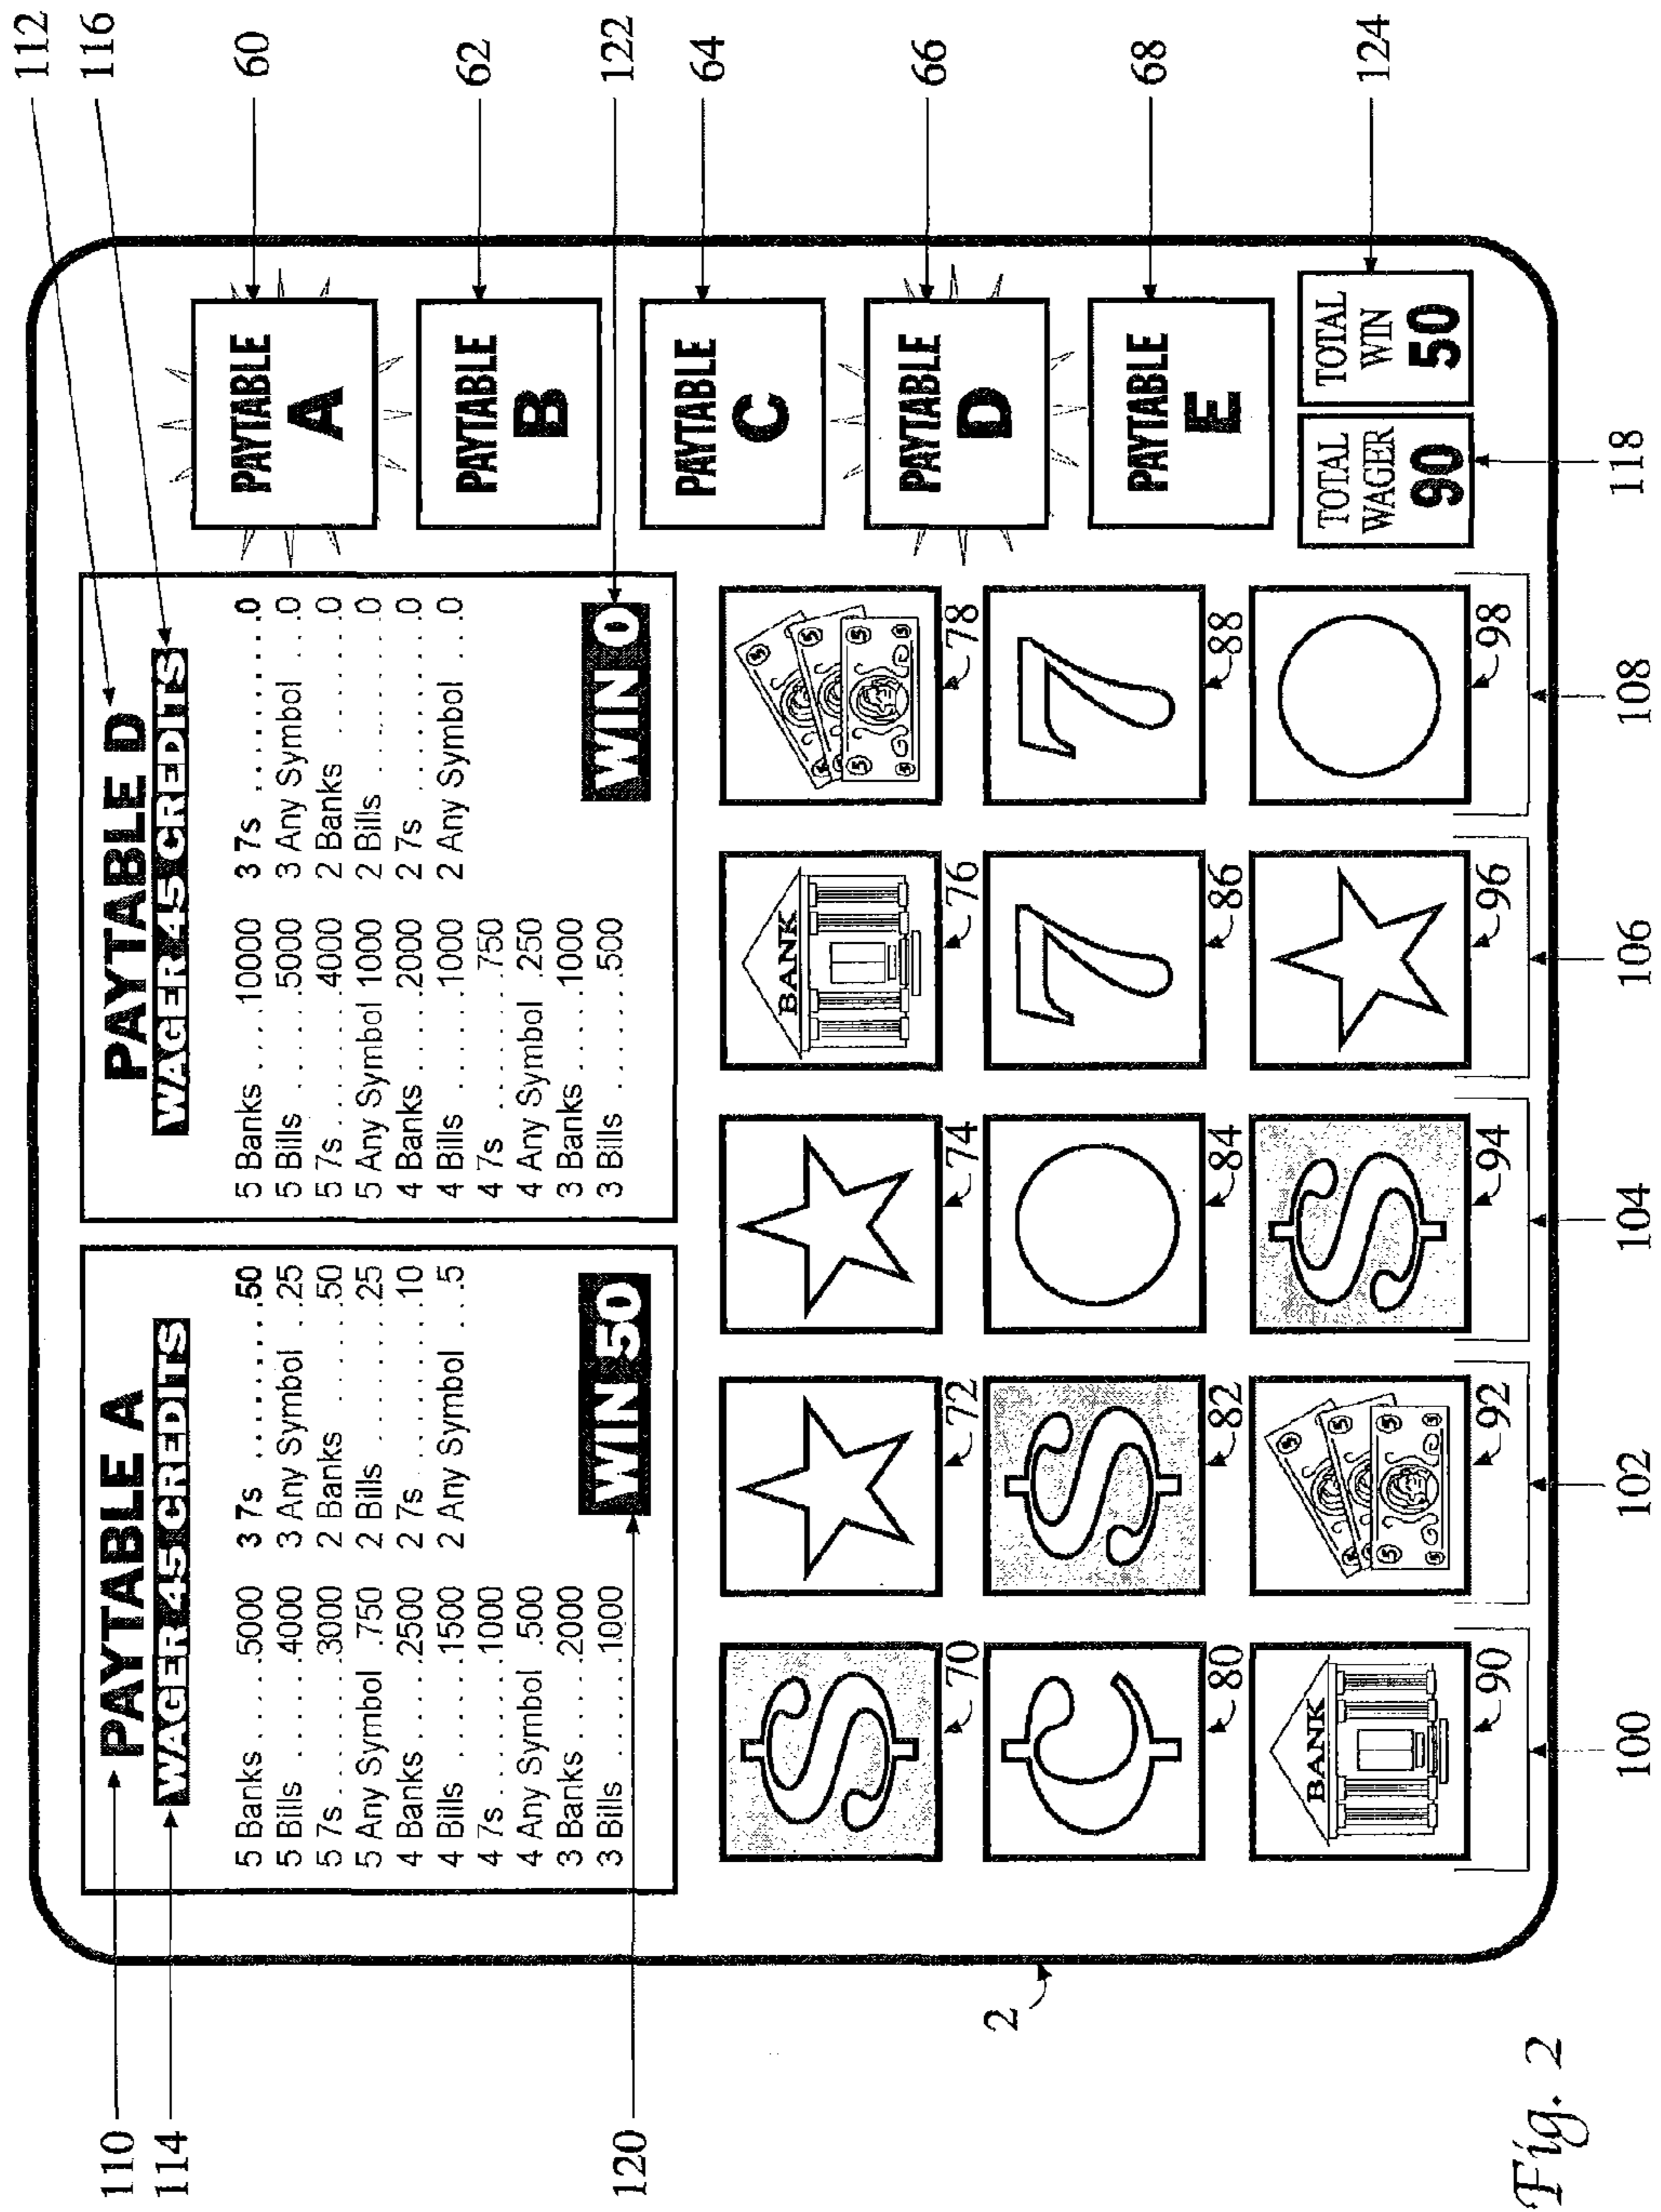 112
116
60
62
122
64
66
68
124
110
114
120
PAYTABLE A
WAGER 45 CREDITS
5 Banks .....5000
5 Bills ......4000
5 7s........3000
5 Any Symbol .750
4 Banks......2500
4 Bills .......1500
4 7s .......1000
4 Any Symbol .500
3 Banks.....2000
3 Bills .......1000
3 7s ..........50
3 Any Symbol ..25
2 Banks .......50
2 Bills ..........25
2 7s ..........10
2 Any Symbol ...5
WIN 50
PAYTABLE D
WAGER 45 CREDITS
5 Banks .....10000
5 Bills ......5000
5 7s........4000
5 Any Symbol 1000
4 Banks......2000
4 Bills .......1000
4 7s .......750
4 Any Symbol .250
3 Banks.....1000
3 Bills .......500
3 7s ..........0
3 Any Symbol ...0
2 Banks .......0
2 Bills ..........0
2 7s ..........0
2 Any Symbol ...0
WIN 0
PAYTABLE
A
PAYTABLE
B
PAYTABLE
C
PAYTABLE
D
PAYTABLE
E
TOTAL
WAGER
90
TOTAL
WIN
50
$
BANK
70
72
74
76
78
¢
$
7
7
80
82
84
86
88
BANK
$
90
92
94
96
98
100
102
104
106
108
118
2
Fig. 2